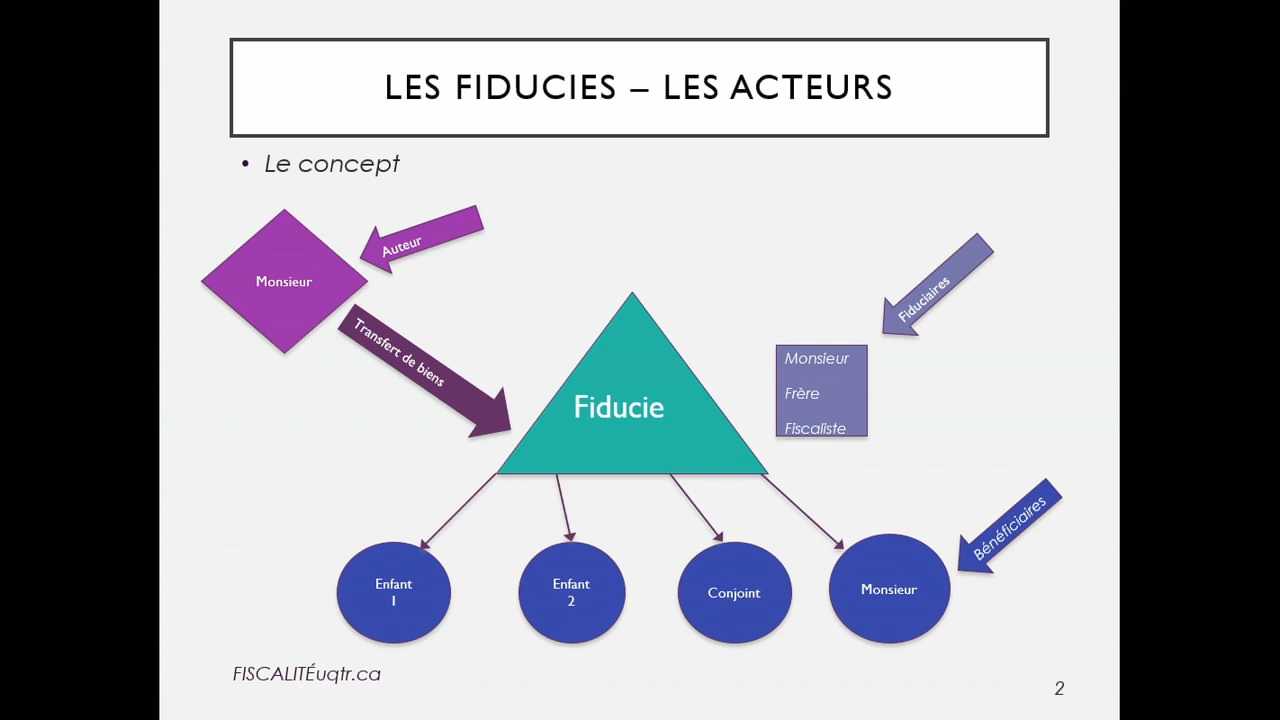 LES FIDUCIES – LES ACTEURS
• Le concept
Auteur
Monsieur
Transfert de biens
Fiduciaires
Monsieur
Frère
Fiscaliste
Fiducie
Bénéficiaires
Enfant
1
Enfant
2
Conjoint
Monsieur
FISCALITÉuqtr.ca
2